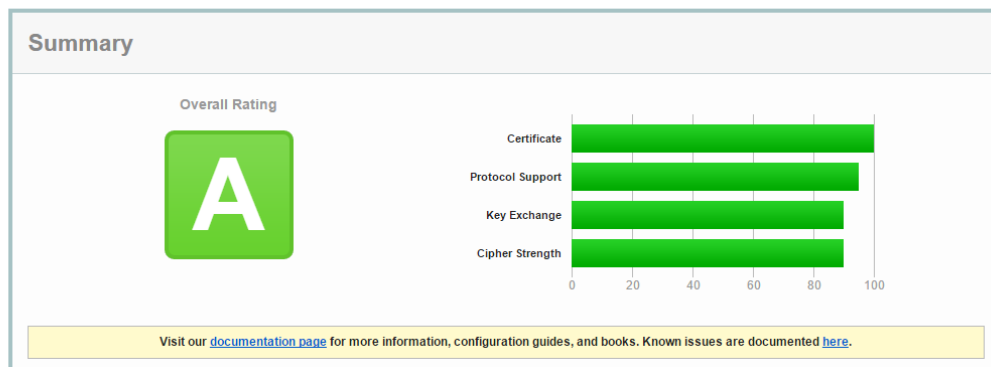 Summary
Overall Rating
A
Certificate
Protocol Support
Key Exchange
Cipher Strength
0 20 40 60 80 100
Visit our documentation page for more information, configuration guides, and books. Known issues are documented here.